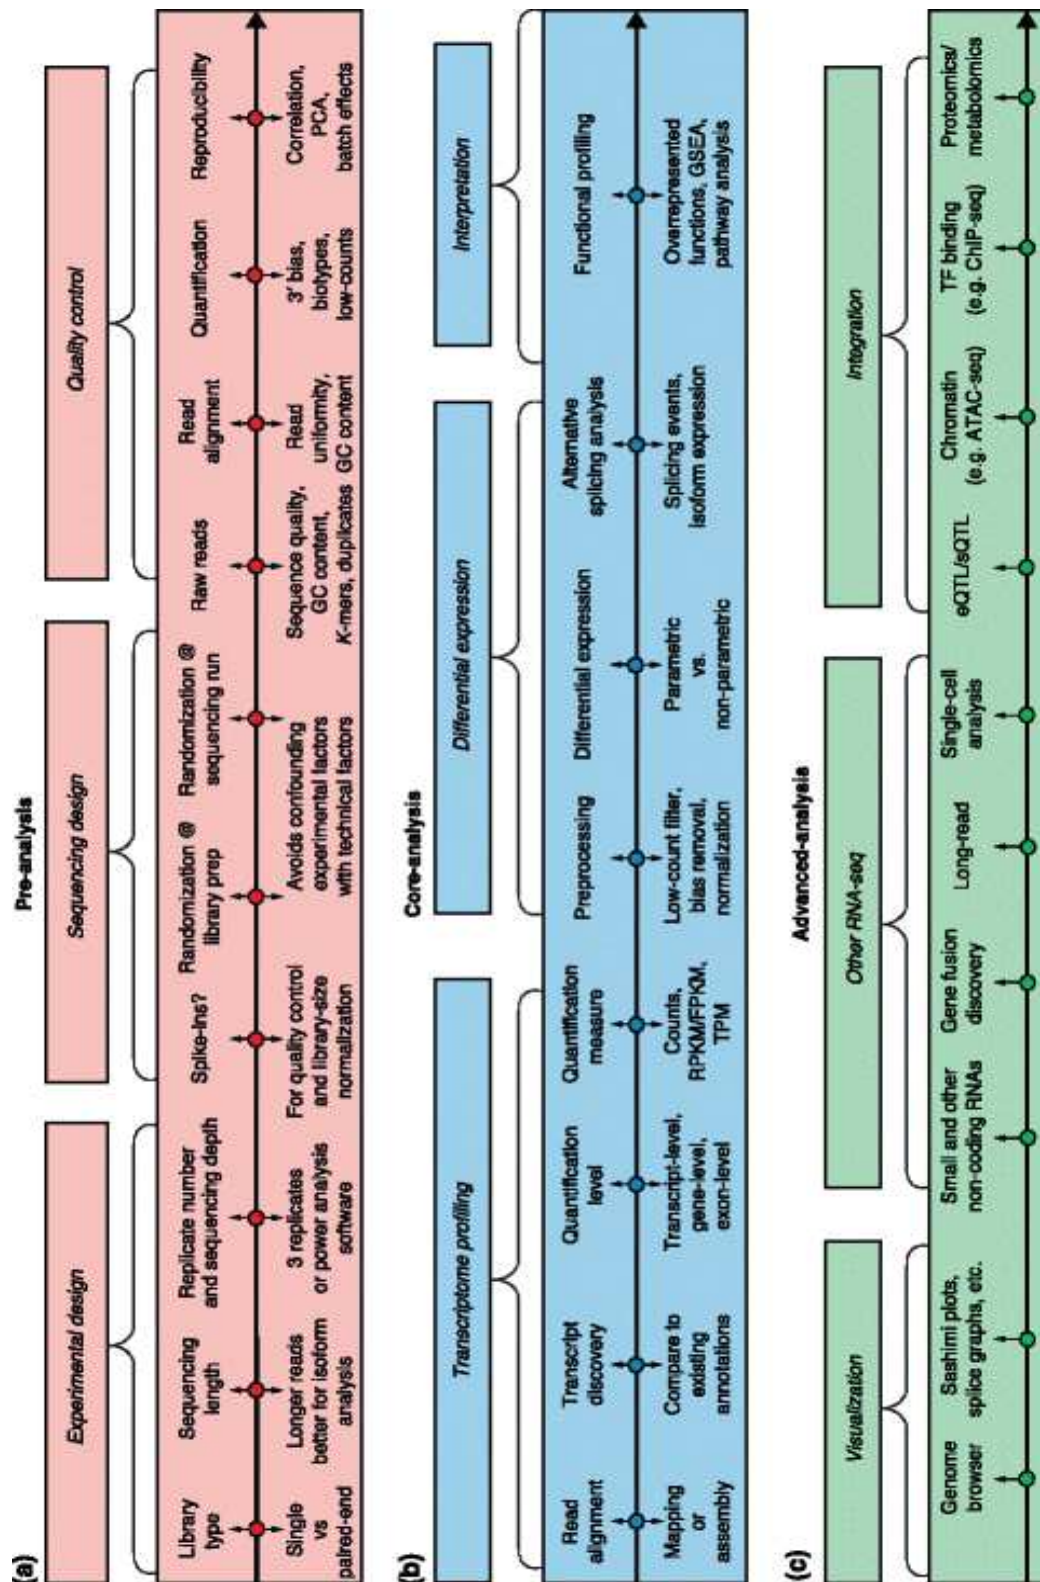 (a)
Pre-analysis
Experimental design
Sequencing design
Quality control
Library
type
Sequencing
length
Replicate number
and sequencing depth
Spike-ins?
Randomization @
library prep
Randomization @
sequencing run
Raw reads
Read
alignment
Quantification
Reproducibility
Single
vs
paired-end
Longer reads
better for isoform
analysis
3 replicates
or power analysis
software
For quality control
and library-size
normalization
Avoids confounding
experimental factors
with technical factors
Sequence quality,
GC content,
K-mers, duplicates
Read
uniformity,
GC content
3' bias,
biotypes,
low-counts
Correlation,
PCA,
batch effects
(b)
Core-analysis
Transcriptome profiling
Differential expression
Interpretation
Read
alignment
Transcript
discovery
Quantification
level
Quantification
measure
Preprocessing
Differential expression
Alternative
splicing analysis
Functional profiling
Mapping
or
assembly
Compare to
existing
annotations
Transcript-level,
gene-level,
exon-level
Counts,
RPKM/FPKM,
TPM
Low-count filter,
bias removal,
normalization
Parametric
vs.
non-parametric
Splicing events,
isoform expression
Overrepresented
functions, GSEA,
pathway analysis
(c)
Advanced-analysis
Visualization
Other RNA-seq
Integration
Genome
browser
Sashimi plots,
splice graphs, etc.
Small and other
non-coding RNAs
Gene fusion
discovery
Long-read
Single-cell
analysis
eQTL/sQTL
Chromatin
(e.g. ATAC-seq)
TF binding
(e.g. ChIP-seq)
Proteomics/
metabolomics